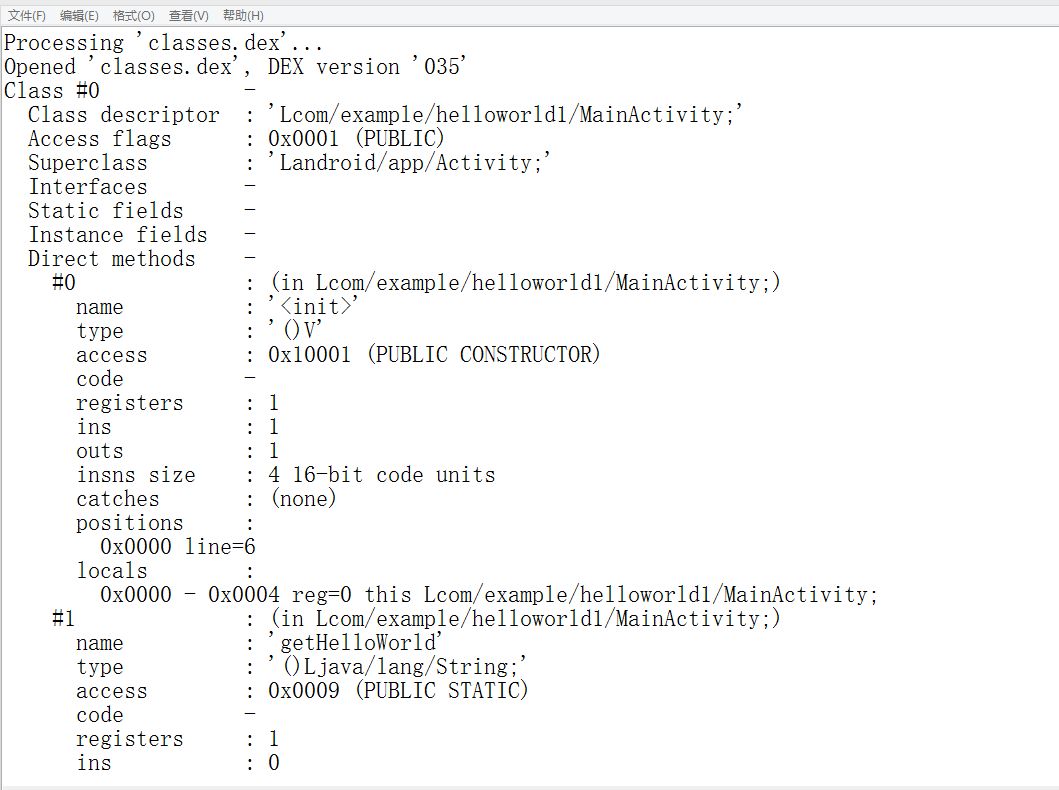 文件(F) 编辑(E) 格式(O) 查看(V) 帮助(H)
Processing 'classes.dex'...
Opened 'classes.dex', DEX version '035'
Class #0            -
  Class descriptor  : 'Lcom/example/helloworld1/MainActivity;'
  Access flags      : 0x0001 (PUBLIC)
  Superclass        : 'Landroid/app/Activity;'
  Interfaces        -
  Static fields     -
  Instance fields   -
  Direct methods    -
    #0              : (in Lcom/example/helloworld1/MainActivity;)
      name          : '<init>'
      type          : '()V'
      access        : 0x10001 (PUBLIC CONSTRUCTOR)
      code          -
      registers     : 1
      ins           : 1
      outs          : 1
      insns size    : 4 16-bit code units
      catches       : (none)
      positions     :
        0x0000 line=6
      locals        :
        0x0000 - 0x0004 reg=0 this Lcom/example/helloworld1/MainActivity;
    #1              : (in Lcom/example/helloworld1/MainActivity;)
      name          : 'getHelloWorld'
      type          : '()Ljava/lang/String;'
      access        : 0x0009 (PUBLIC STATIC)
      code          -
      registers     : 1
      ins           : 0